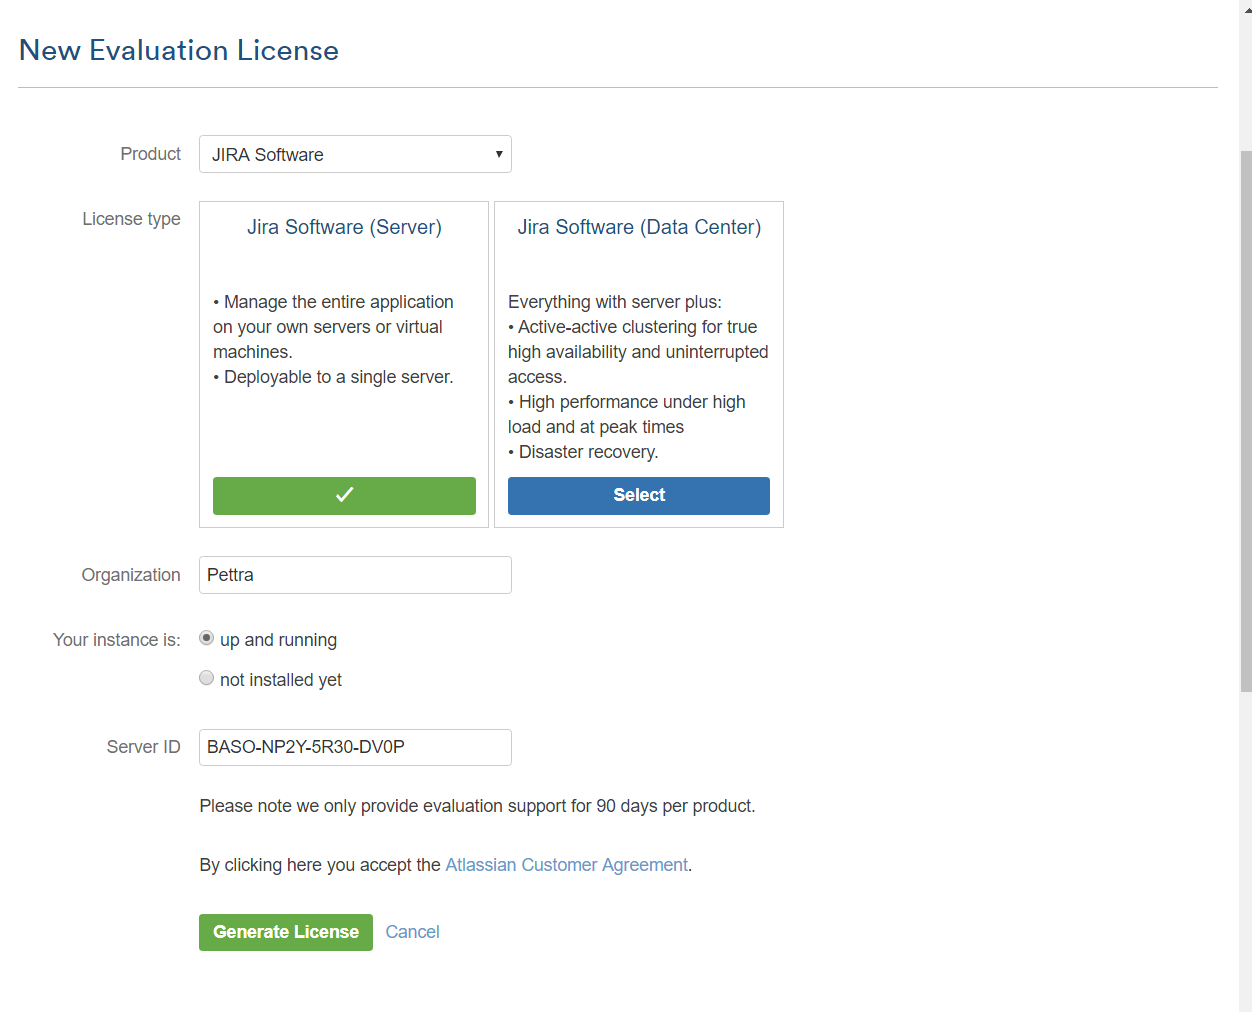 New Evaluation License
Product
JIRA Software
License type
Jira Software (Server)
• Manage the entire application
on your own servers or virtual
machines.
• Deployable to a single server.
Jira Software (Data Center)
Everything with server plus:
• Active-active clustering for true
high availability and uninterrupted
access.
• High performance under high
load and at peak times
• Disaster recovery.
Select
Organization
Pettra
Your instance is:
up and running
not installed yet
Server ID
BASO-NP2Y-5R30-DV0P
Please note we only provide evaluation support for 90 days per product.
By clicking here you accept the Atlassian Customer Agreement.
Generate License
Cancel